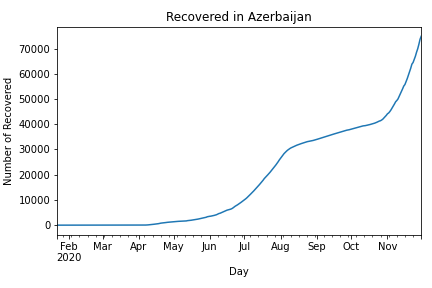 Recovered in Azerbaijan
Number of Recovered
70000
60000
50000
40000
30000
20000
10000
0
Feb Mar Apr May Jun Jul Aug Sep Oct Nov
2020
Day